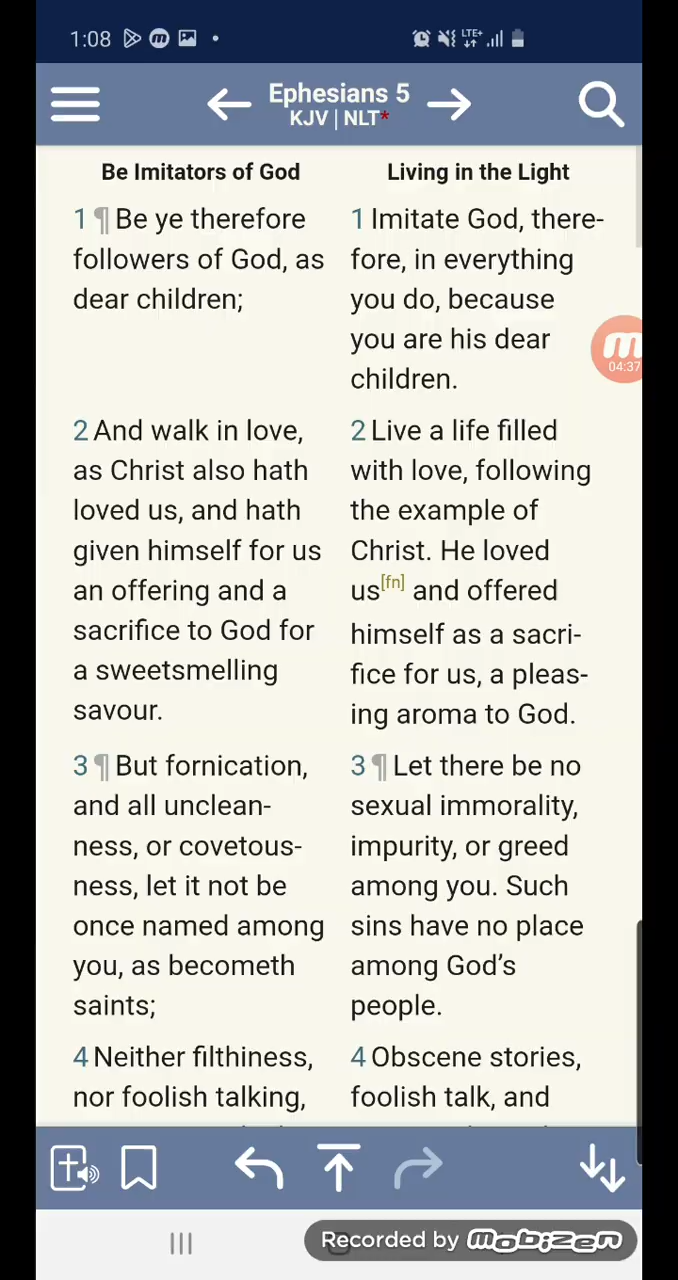 1:08
LTE+
Ephesians 5
KJV | NLT*
Be Imitators of God
1 ¶ Be ye therefore
followers of God, as
dear children;
2 And walk in love,
as Christ also hath
loved us, and hath
given himself for us
an offering and a
sacrifice to God for
a sweetsmelling
savour.
3 ¶ But fornication,
and all unclean-
ness, or covetous-
ness, let it not be
once named among
you, as becometh
saints;
4 Neither filthiness,
nor foolish talking,
Living in the Light
1 Imitate God, there-
fore, in everything
you do, because
you are his dear
children.
2 Live a life filled
with love, following
the example of
Christ. He loved
us[fn] and offered
himself as a sacri-
fice for us, a pleas-
ing aroma to God.
3 ¶ Let there be no
sexual immorality,
impurity, or greed
among you. Such
sins have no place
among God’s
people.
4 Obscene stories,
foolish talk, and
04:37
Recorded by mobizen